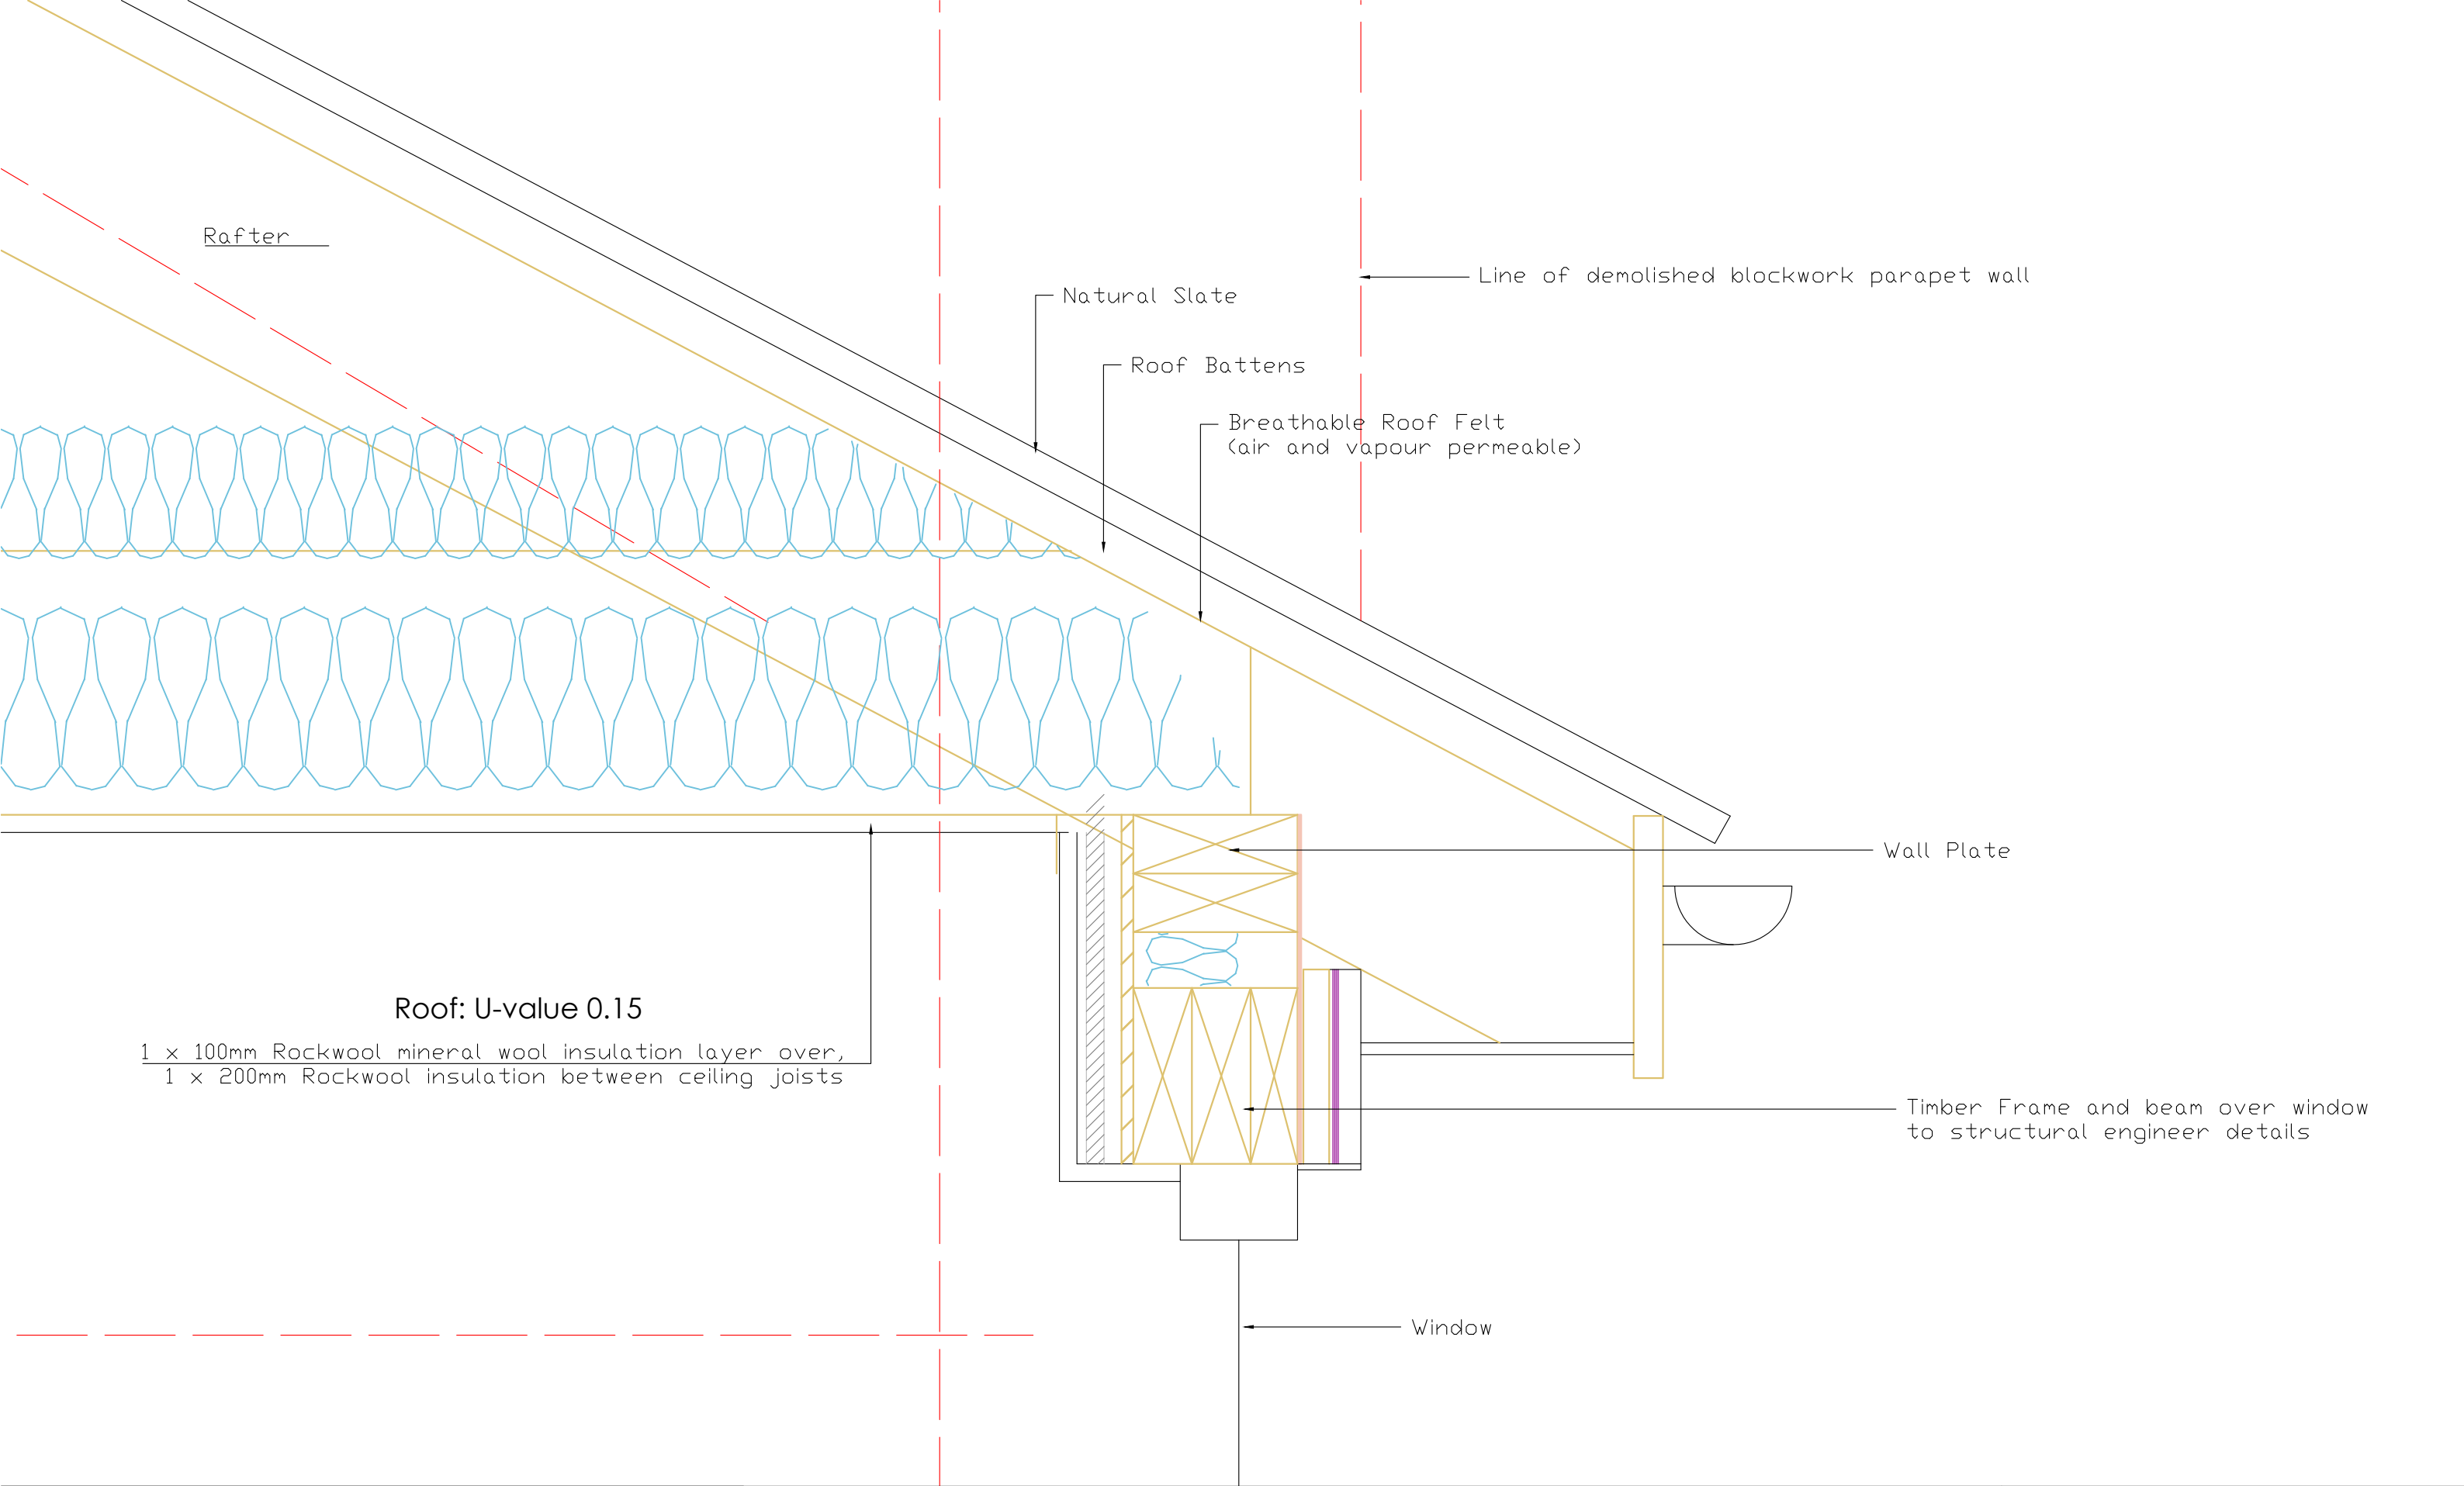 Rafter
Line of demolished blockwork parapet wall
Natural Slate
Roof Battens
Breathable Roof Felt
(air and vapour permeable)
Wall Plate
Roof: U-value 0.15
1 x 100mm Rockwool mineral wool insulation layer over,
1 x 200mm Rockwool insulation between ceiling joists
Timber Frame and beam over window
to structural engineer details
Window